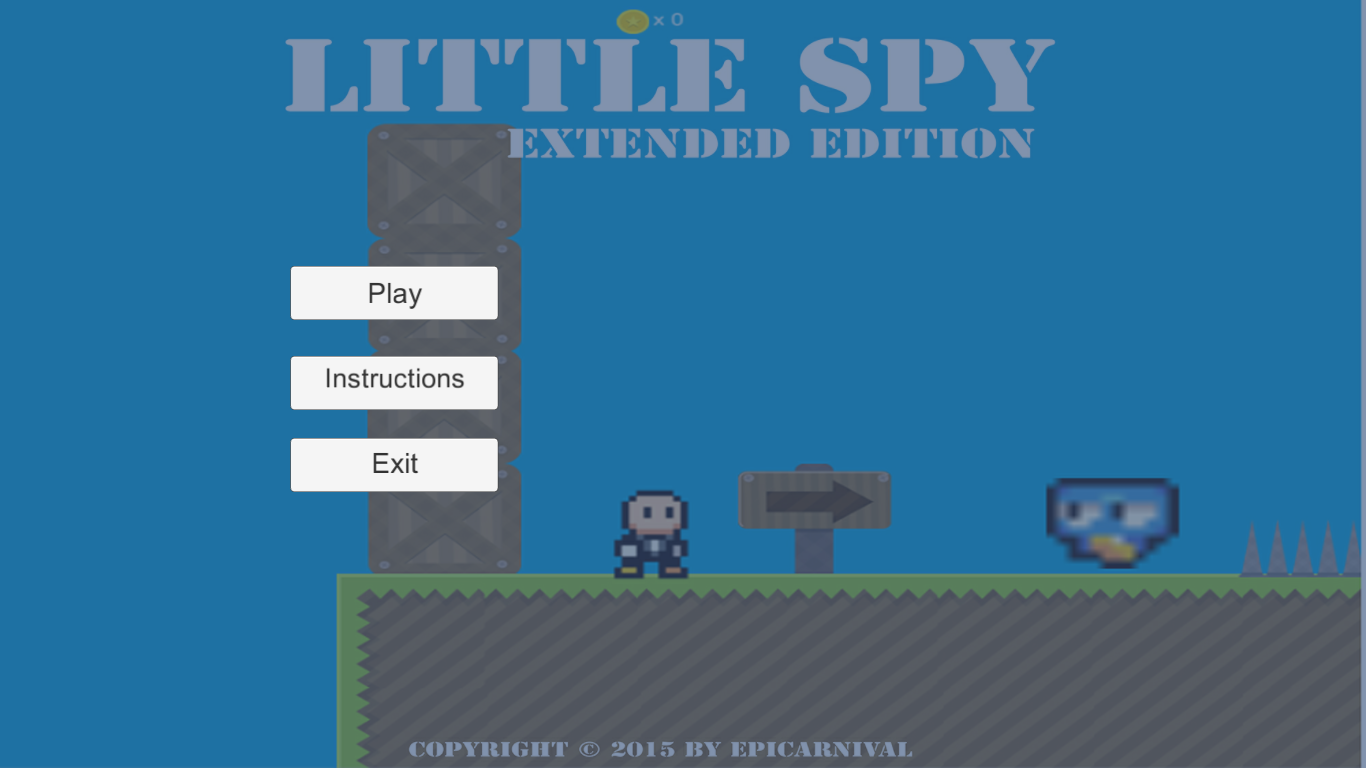 x 0
LITTLE SPY
EXTENDED EDITION
Play
Instructions
Exit
COPYRIGHT © 2015 BY EPICARNIVAL